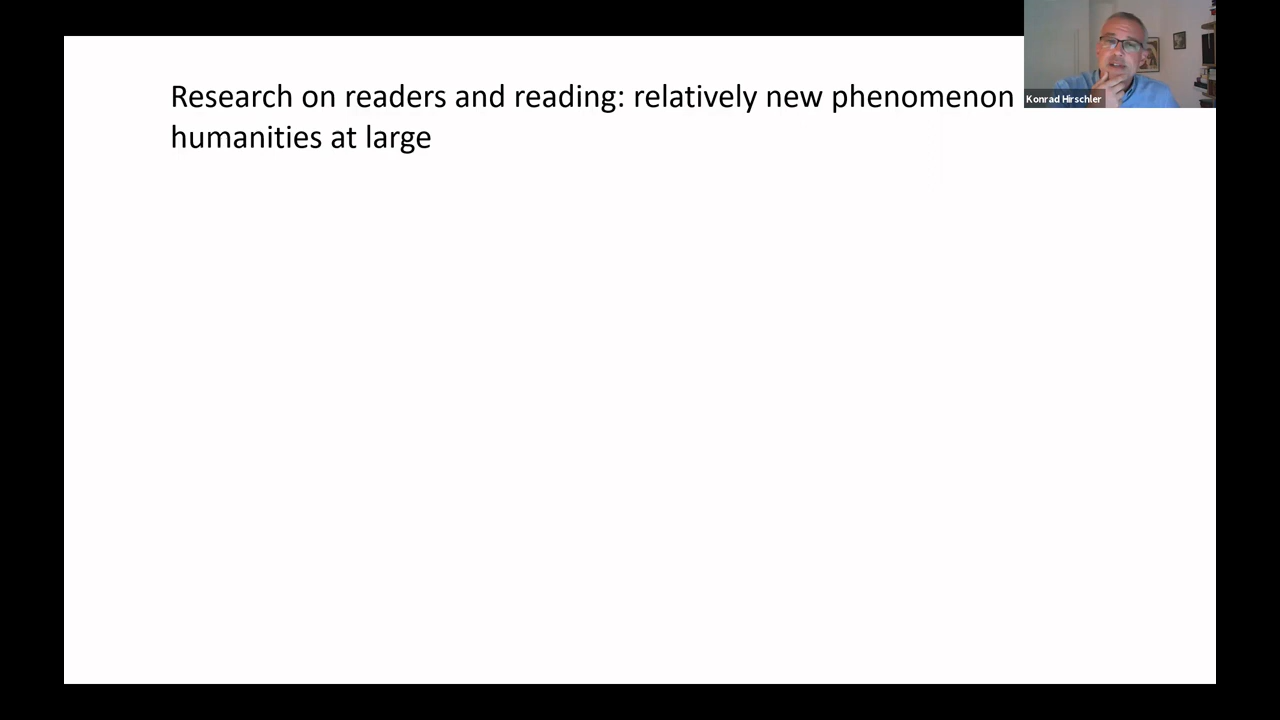 Research on readers and reading: relatively new phenomenon
humanities at large
Konrad Hirschler